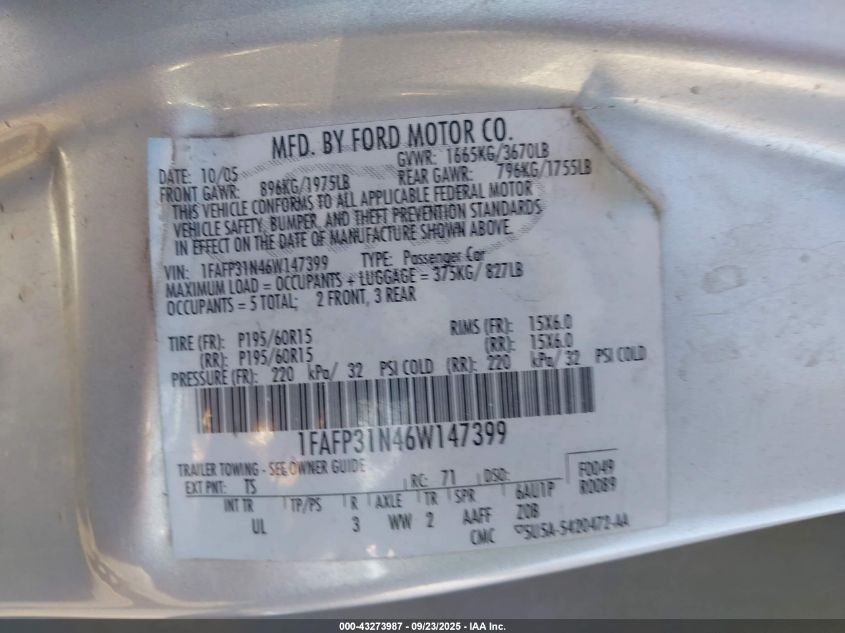 MFD. BY FORD MOTOR CO.
DATE: 10/05 GVWR: 1665KG/3670LB
FRONT GAWR: 896KG/1975LB REAR GAWR: 796KG/1755LB
THIS VEHICLE CONFORMS TO ALL APPLICABLE FEDERAL MOTOR
VEHICLE SAFETY, BUMPER, AND THEFT PREVENTION STANDARDS
IN EFFECT ON THE DATE OF MANUFACTURE SHOWN ABOVE.
VIN: 1FAFP31N46W147399 TYPE: Passenger Car
MAXIMUM LOAD = OCCUPANTS + LUGGAGE = 375KG/ 827LB
OCCUPANTS = 5 TOTAL; 2 FRONT, 3 REAR
TIRE (FR): P195/60R15 RIMS (FR): 15X6.0
(RR): P195/60R15 (RR): 15X6.0
PRESSURE (FR): 220 kPa/ 32 PSI COLD (RR): 220 kPa/ 32 PSI COLD
1FAFP31N46W147399
TRAILER TOWING - SEE OWNER GUIDE F0049
EXT PNT: TS RC: 71 DSO: R0089
INT TR TP/PS R AXLE TR SPR 6AU1P
UL 3 WW 2 AAFF 20B
CMC 5U5A-5420472-AA
000-43273987 - 09/23/2025 - IAA Inc.